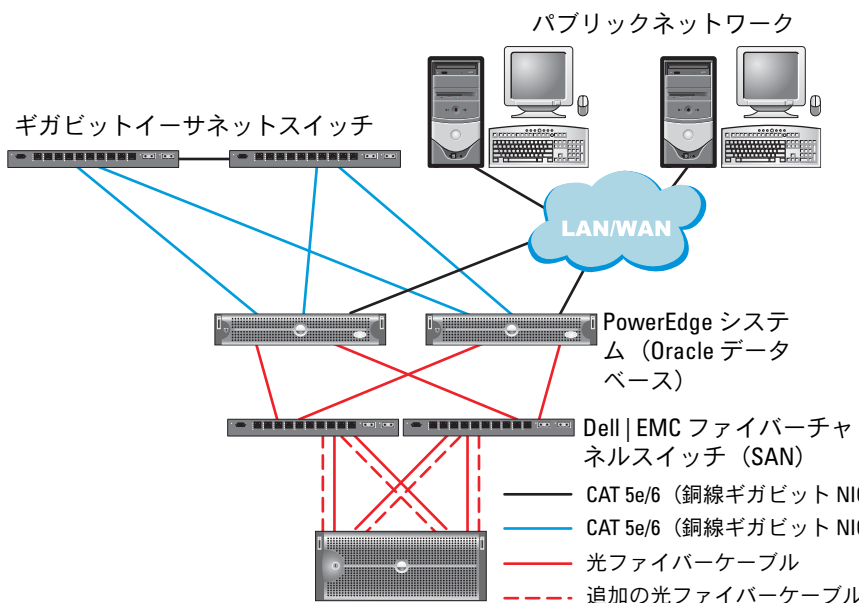 パブリックネットワーク
ギガビットイーサネットスイッチ
LAN/WAN
PowerEdge システ
ム（Oracle データ
ベース）
Dell | EMC ファイバーチャ
ネルスイッチ（SAN）
CAT 5e/6（銅線ギガビット NIC
CAT 5e/6（銅線ギガビット NIC
光ファイバーケーブル
追加の光ファイバーケーブル